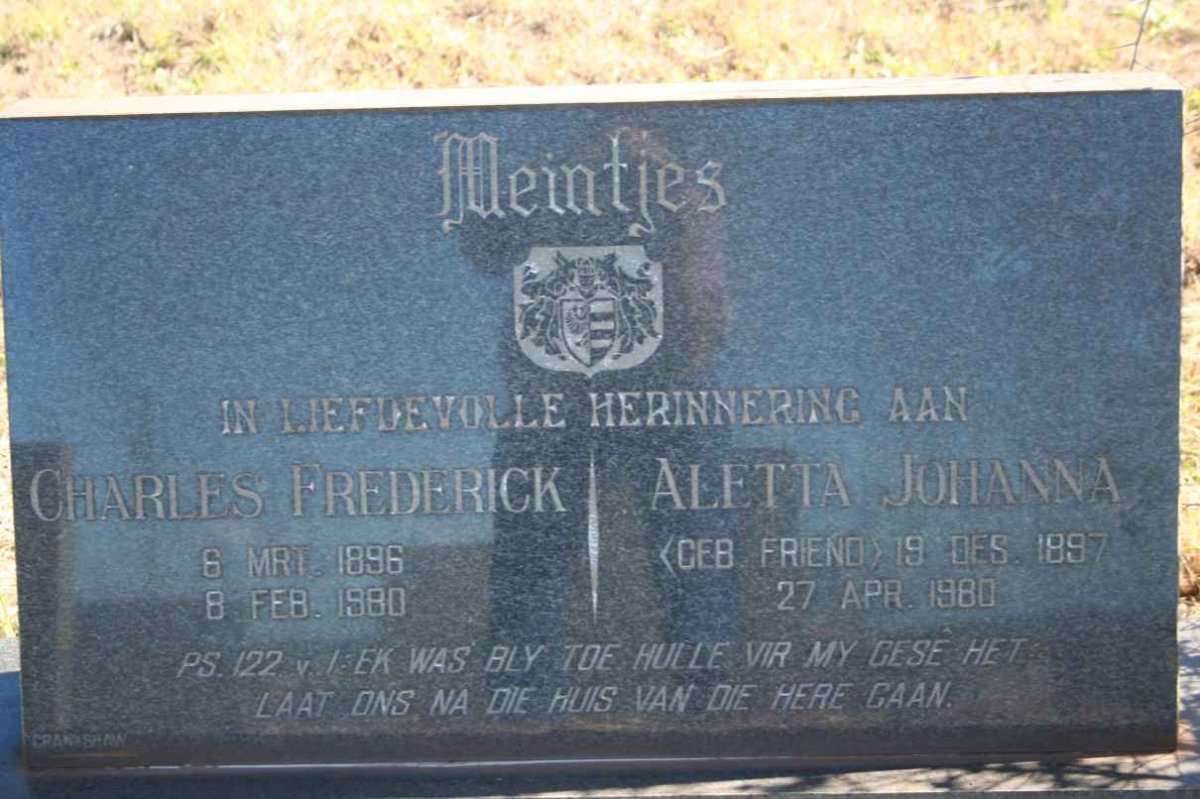 Meintjes
IN LIEFDEVOLLE HERINNERING AAN
CHARLES FREDERICK
6 MRT. 1896
8 FEB. 1980
ALETTA JOHANNA
(GEB. FRIEND) 19 DES. 1897
27 APR. 1980
PS. 122 v. 1: EK WAS BLY TOE HULLE VIR MY GESÊ HET:
LAAT ONS NA DIE HUIS VAN DIE HERE GAAN.
CRANKSHAW